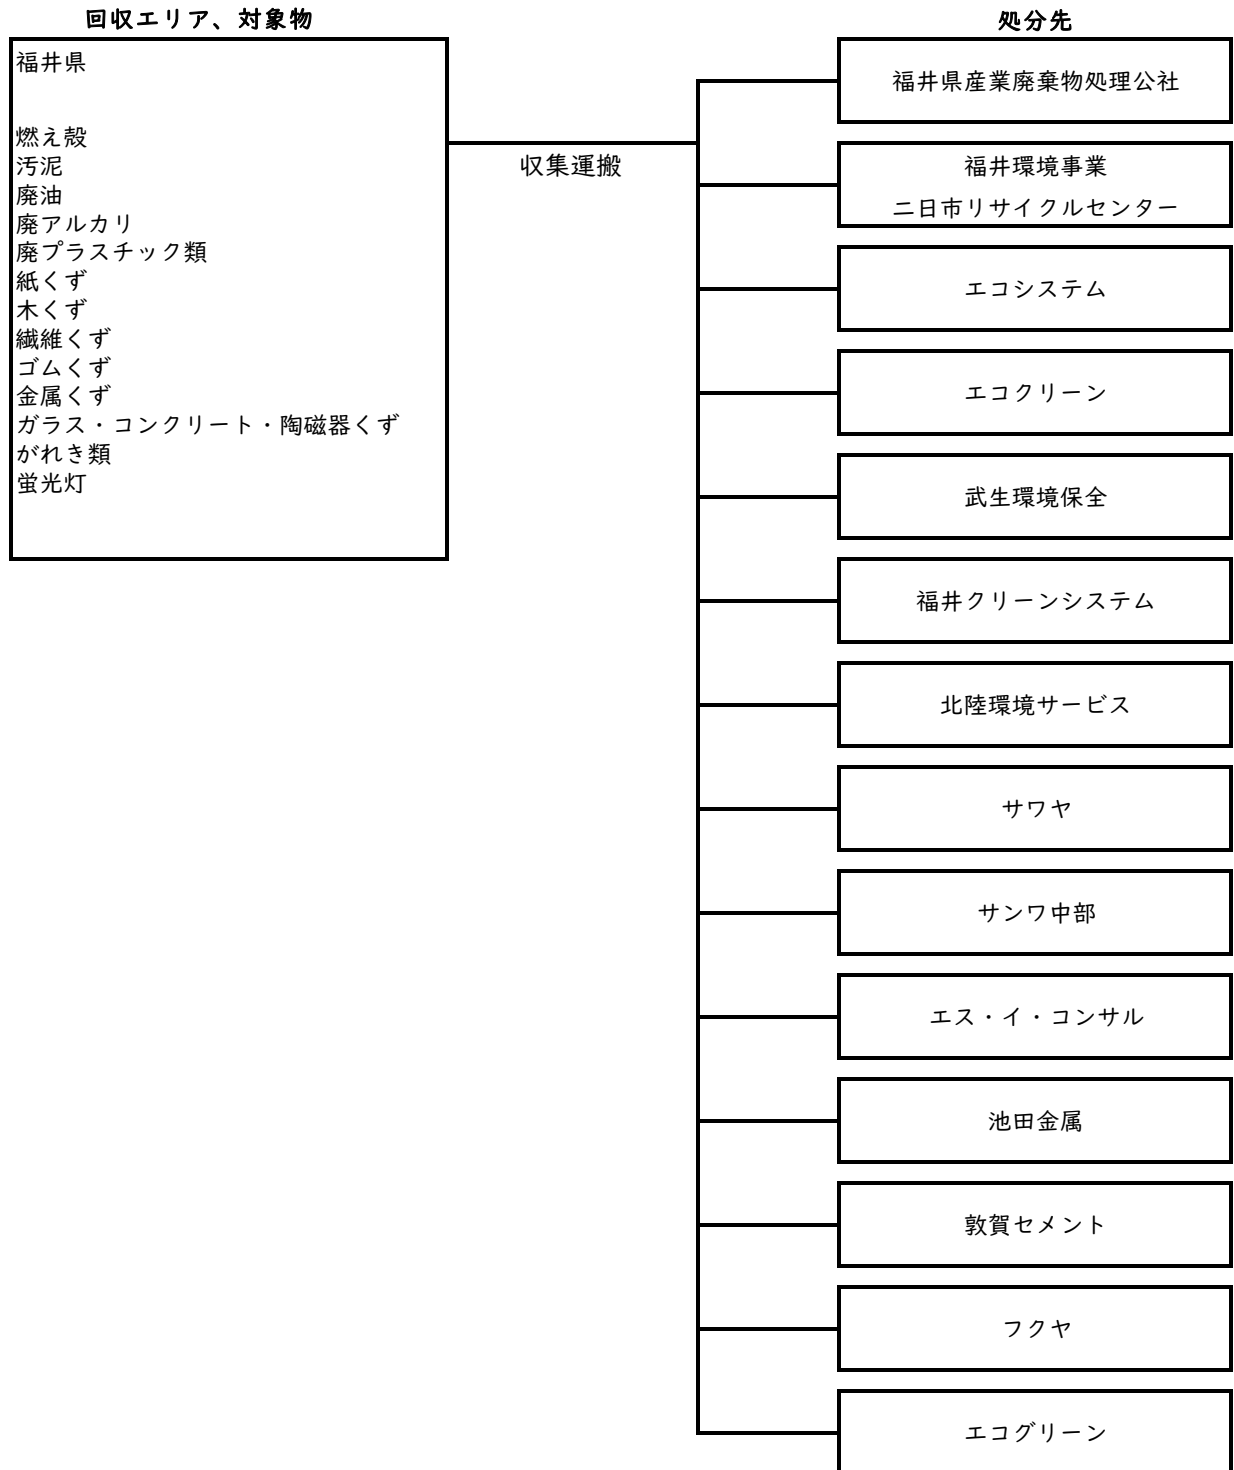 回収エリア、対象物
福井県
燃え殻
汚泥
廃油
廃アルカリ
廃プラスチック類
紙くず
木くず
繊維くず
ゴムくず
金属くず
ガラス・コンクリート・陶磁器くず
がれき類
蛍光灯
収集運搬
処分先
福井県産業廃棄物処理公社
福井環境事業
二日市リサイクルセンター
エコシステム
エコクリーン
武生環境保全
福井クリーンシステム
北陸環境サービス
サワヤ
サンワ中部
エス・イ・コンサル
池田金属
敦賀セメント
フクヤ
エコグリーン